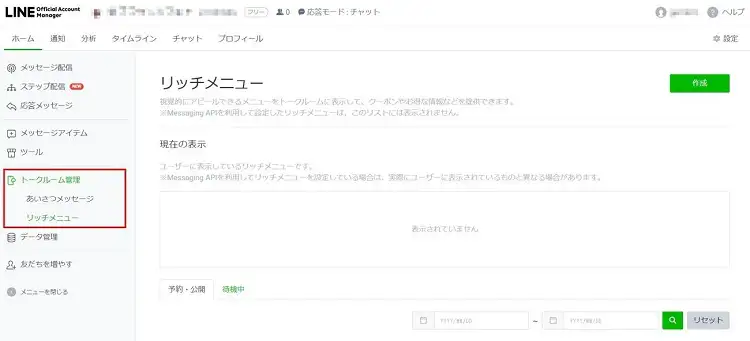 LINE Official Account Manager
フリー 0 応答モード : チャット ヘルプ
ホーム 通知 分析 タイムライン チャット プロフィール 設定
メッセージ配信
ステップ配信 NEW
応答メッセージ
メッセージアイテム
ツール
トークルーム管理
あいさつメッセージ
リッチメニュー
データ管理
友だちを増やす
メニューを閉じる
リッチメニュー
作成
視覚的にアピールできるメニューをトークルームに表示して、クーポンやお得な情報などを提供できます。
※Messaging APIを利用して設定したリッチメニューは、このリストには表示されません。
現在の表示
ユーザーに表示しているリッチメニューです。
※Messaging APIを利用してリッチメニューを設定している場合は、実際にユーザーに表示されているものと異なる場合があります。
表示されていません
予約・公開 待機中
YYYY/MM/DD ~ YYYY/MM/DD リセット